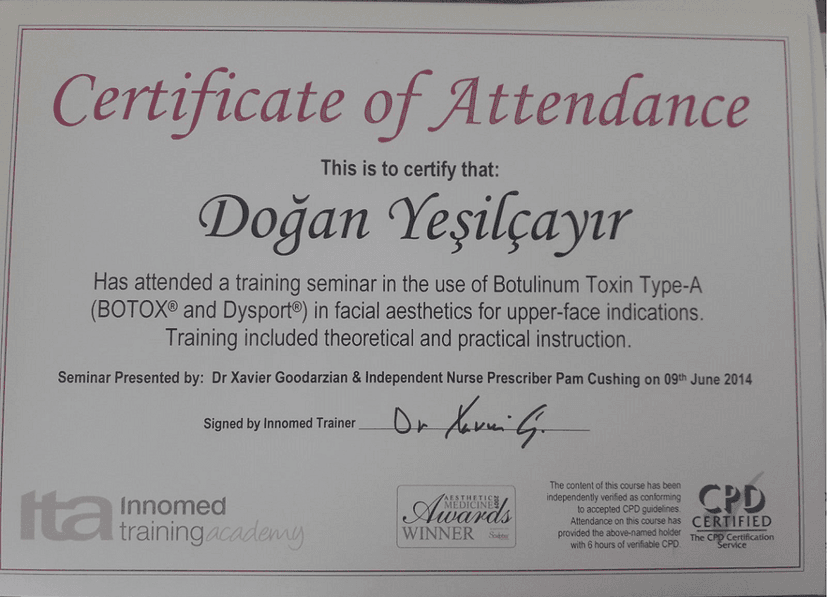 Certificate of Attendance
This is to certify that:
Doğan Yeşilçayır
Has attended a training seminar in the use of Botulinum Toxin Type-A
(BOTOX® and Dysport®) in facial aesthetics for upper-face indications.
Training included theoretical and practical instruction.
Seminar Presented by: Dr Xavier Goodarzian & Independent Nurse Prescriber Pam Cushing on 09th June 2014
Signed by Innomed Trainer Dr Xavier G.
ita Innomed
training academy
AESTHETIC
MEDICINE
Awards
WINNER
The content of this course has been
independently verified as conforming
to accepted CPD guidelines.
Attendance on this course has
provided the above-named holder
with 6 hours of verifiable CPD.
CPD
CERTIFIED
The CPD Certification
Service